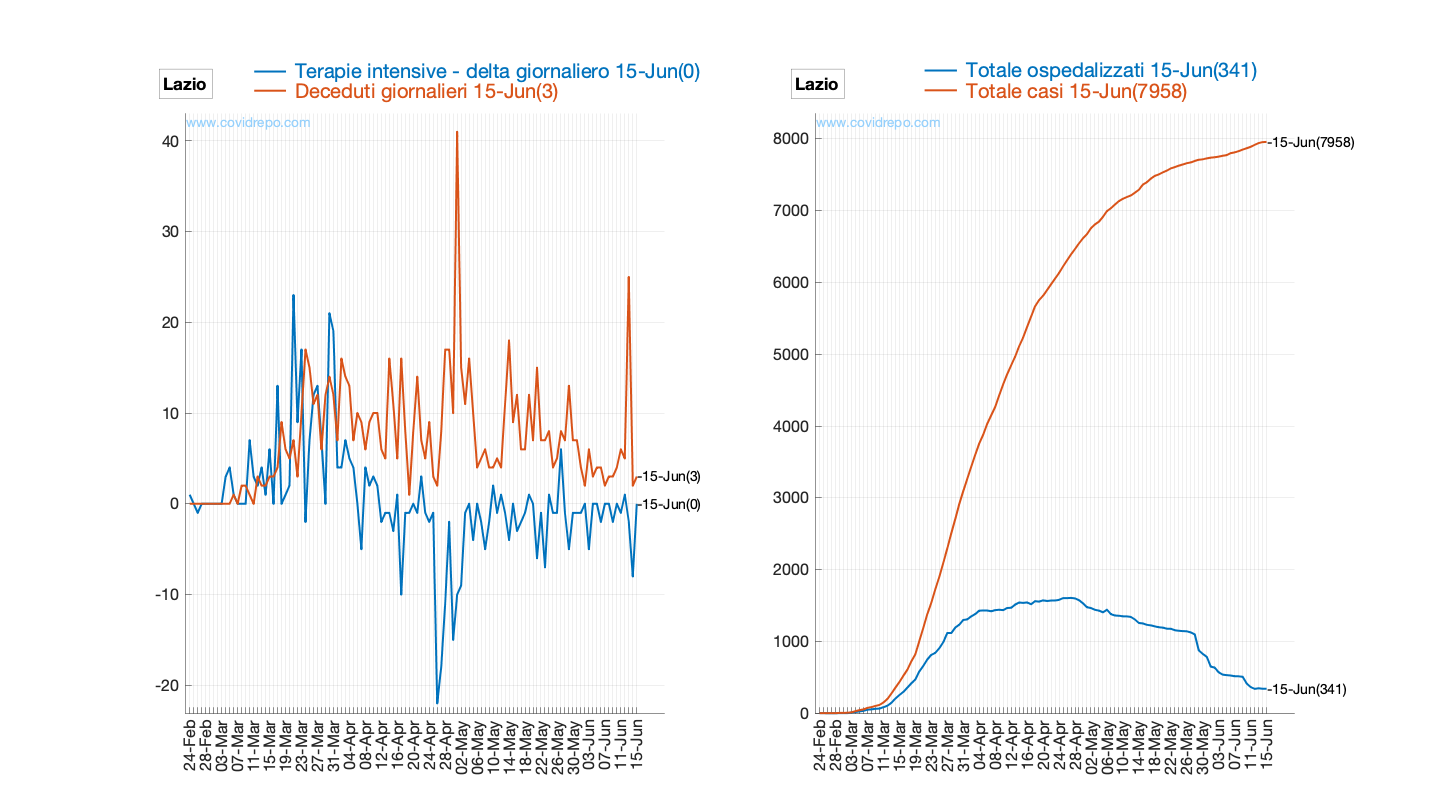 Lazio
Terapie intensive - delta giornaliero 15-Jun(0)
Deceduti giornalieri 15-Jun(3)
www.covidrepo.com
40
30
20
10
0
-10
-20
-15-Jun(3)
-15-Jun(0)
24-Feb
28-Feb
03-Mar
07-Mar
11-Mar
15-Mar
19-Mar
23-Mar
27-Mar
31-Mar
04-Apr
08-Apr
12-Apr
16-Apr
20-Apr
24-Apr
28-Apr
02-May
06-May
10-May
14-May
18-May
22-May
26-May
30-May
03-Jun
07-Jun
11-Jun
15-Jun
Lazio
Totale ospedalizzati 15-Jun(341)
Totale casi 15-Jun(7958)
www.covidrepo.com
8000
7000
6000
5000
4000
3000
2000
1000
0
-15-Jun(7958)
-15-Jun(341)
24-Feb
28-Feb
03-Mar
07-Mar
11-Mar
15-Mar
19-Mar
23-Mar
27-Mar
31-Mar
04-Apr
08-Apr
12-Apr
16-Apr
20-Apr
24-Apr
28-Apr
02-May
06-May
10-May
14-May
18-May
22-May
26-May
30-May
03-Jun
07-Jun
11-Jun
15-Jun